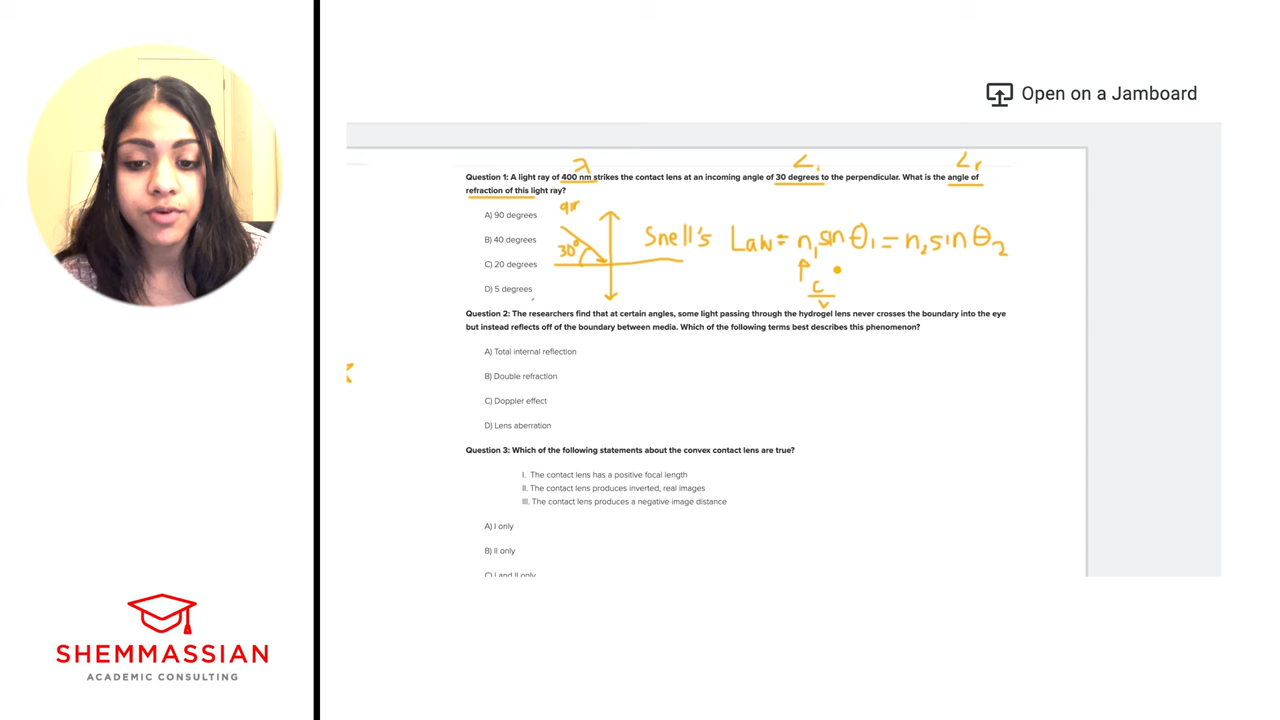 Open on a Jamboard
λ
∠i
∠r
Question 1: A light ray of 400 nm strikes the contact lens at an incoming angle of 30 degrees to the perpendicular. What is the angle of
refraction of this light ray?
air
A) 90 degrees
B) 40 degrees
30°
Snell's Law = n₁sinθ₁ = n₂sinθ₂
C) 20 degrees
D) 5 degrees
c
v
Question 2: The researchers find that at certain angles, some light passing through the hydrogel lens never crosses the boundary into the eye
but instead reflects off of the boundary between media. Which of the following terms best describes this phenomenon?
A) Total internal reflection
B) Double refraction
C) Doppler effect
D) Lens aberration
Question 3: Which of the following statements about the convex contact lens are true?
I. The contact lens has a positive focal length
II. The contact lens produces inverted, real images
III. The contact lens produces a negative image distance
A) I only
B) II only
C) I and II only
SHEMMASSIAN
ACADEMIC CONSULTING